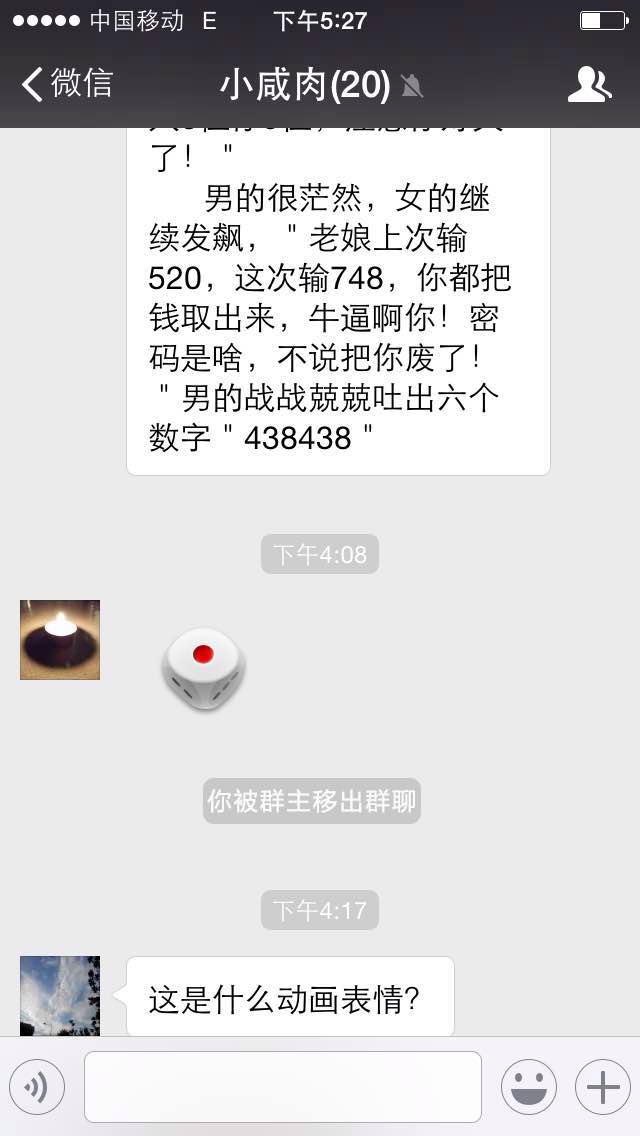 中国移动 E 下午5:27
微信 小咸肉(20)
了！"
男的很茫然，女的继
续发飙，"老娘上次输
520，这次输748，你都把
钱取出来，牛逼啊你！密
码是啥，不说把你废了！
"男的战战兢兢吐出六个
数字"438438"
下午4:08
你被群主移出群聊
下午4:17
这是什么动画表情？